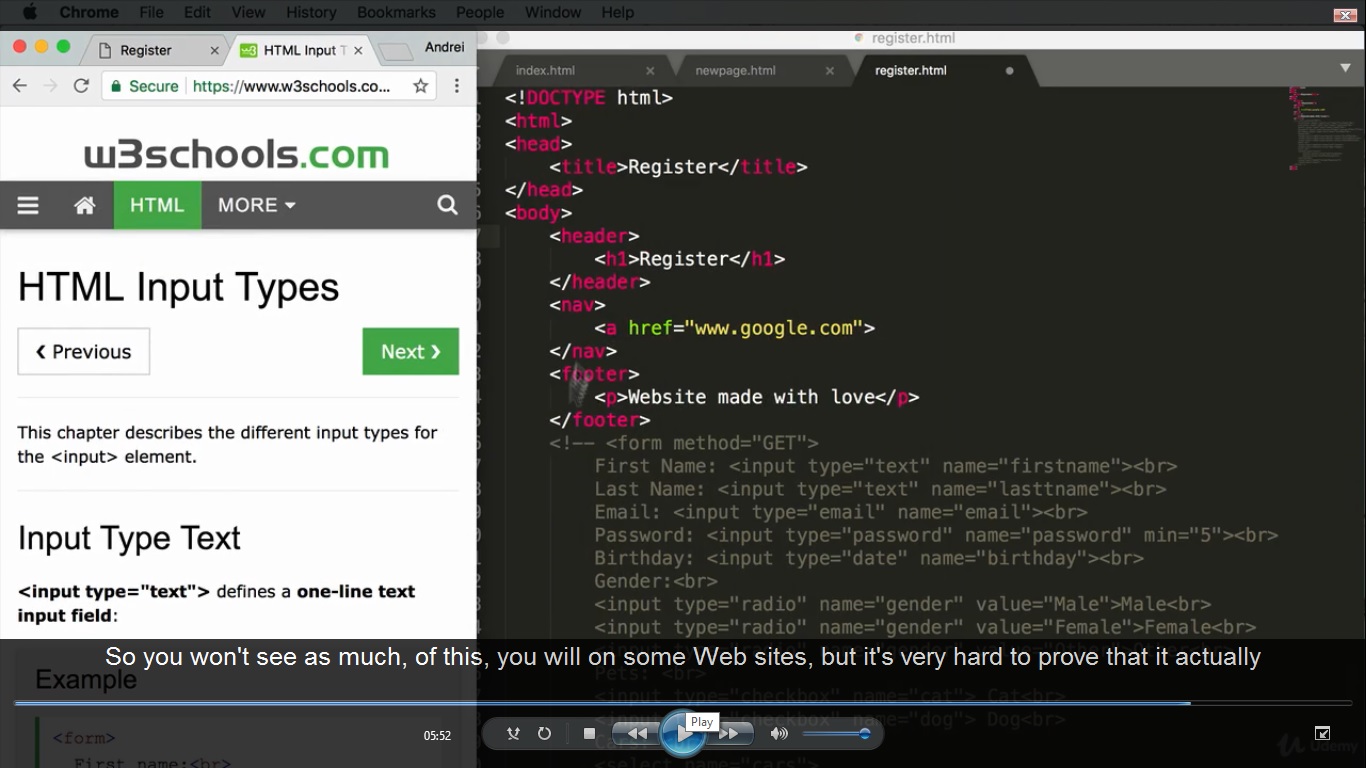 Chrome File Edit View History Bookmarks People Window Help
register.html
Register
HTML Input T
Andrei
index.html
newpage.html
register.html
Secure https://www.w3schools.co...
w3schools.com
HTML
MORE
HTML Input Types
❮ Previous
Next ❯
This chapter describes the different input types for
the <input> element.
Input Type Text
<input type="text"> defines a one-line text
input field:
Example
<form>
First name:<br>
<!DOCTYPE html>
<html>
<head>
<title>Register</title>
</head>
<body>
<header>
<h1>Register</h1>
</header>
<nav>
<a href="www.google.com">
</nav>
<footer>
<p>Website made with love</p>
</footer>
<!-- <form method="GET">
First Name: <input type="text" name="firstname"><br>
Last Name: <input type="text" name="lasttname"><br>
Email: <input type="email" name="email"><br>
Password: <input type="password" name="password" min="5"><br>
Birthday: <input type="date" name="birthday"><br>
Gender:<br>
<input type="radio" name="gender" value="Male">Male<br>
<input type="radio" name="gender" value="Female">Female<br>
So you won't see as much, of this, you will on some Web sites, but it's very hard to prove that it actually
Pets: <br>
<input type="checkbox" name="cat"> Cat<br>
<input type="checkbox" name="dog"> Dog<br>
Cars:
<select name="cars">
Play
05:52
Udemy